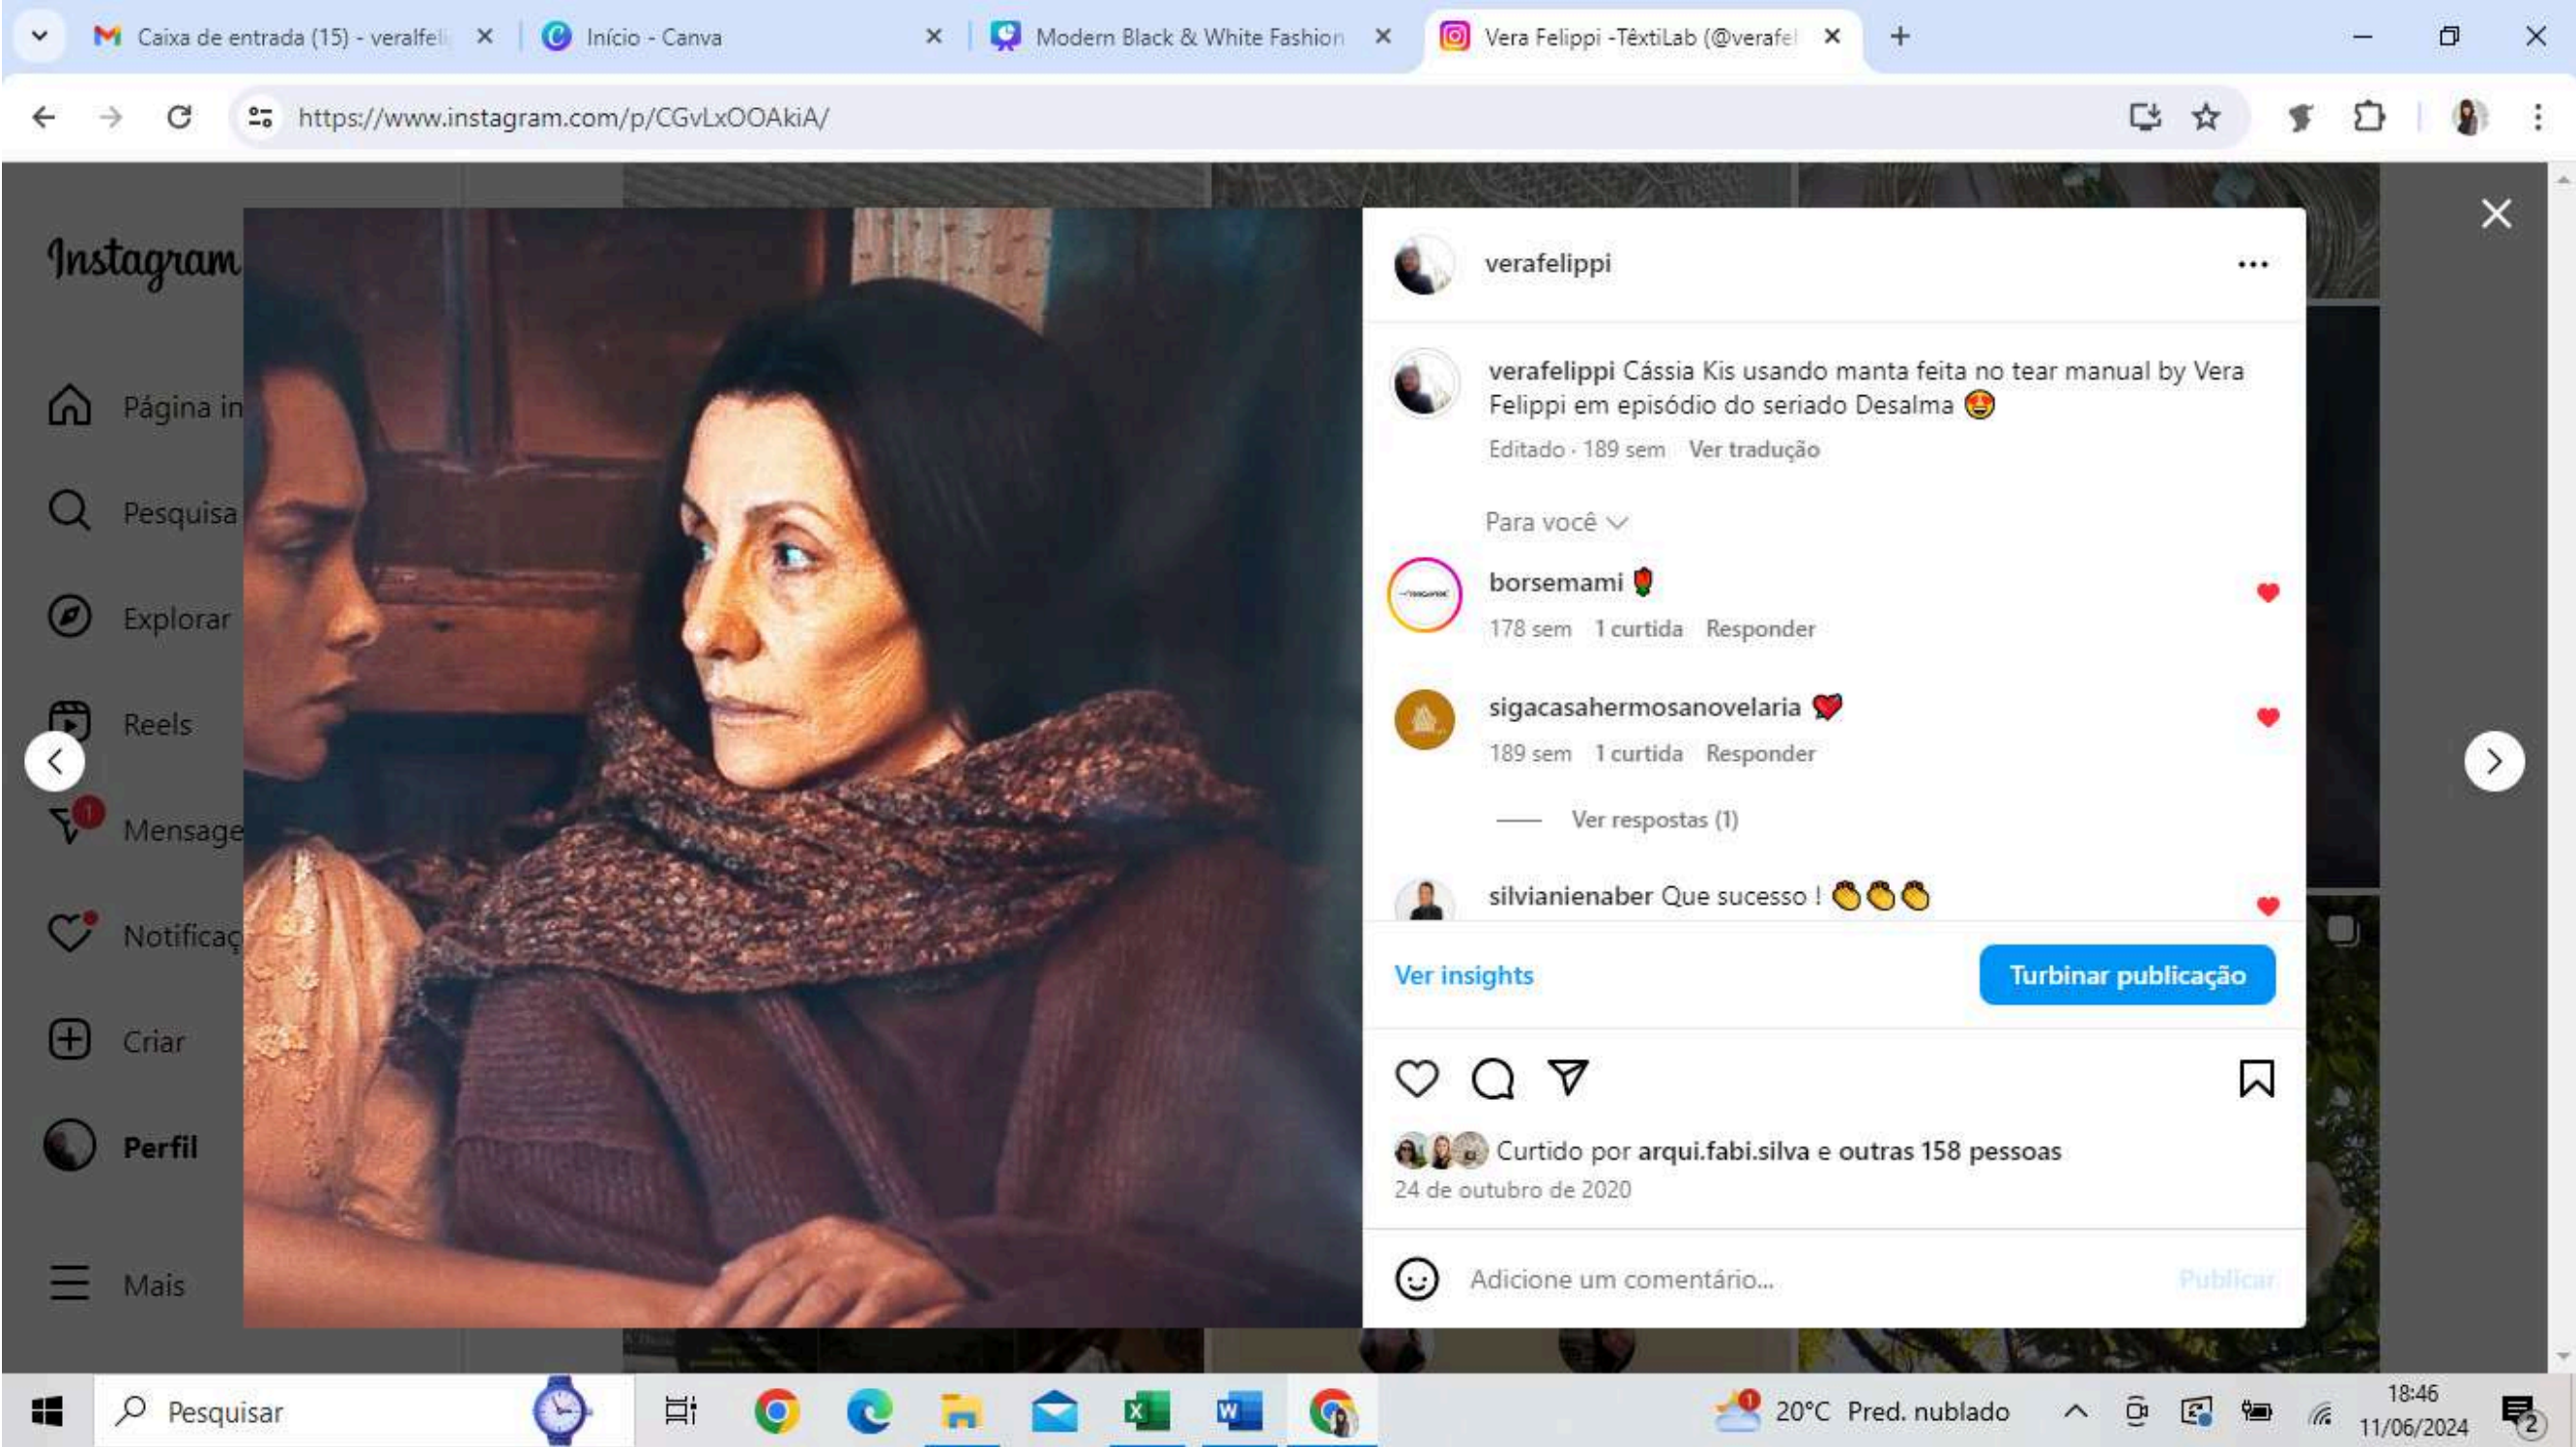 Caixa de entrada (15) - veralfeli
Início - Canva
Modern Black & White Fashion
Vera Felippi -TêxtiLab (@verafel
https://www.instagram.com/p/CGvLxOOAkiA/
Instagram
Página in
Pesquisa
Explorar
Reels
1
Mensage
Notificaç
Criar
Perfil
Mais
verafelippi
verafelippi Cássia Kis usando manta feita no tear manual by Vera
Felippi em episódio do seriado Desalma 😍
Editado · 189 sem Ver tradução
Para você
borsemami 🌹
178 sem 1 curtida Responder
sigacasahermosanovelaria 💝
189 sem 1 curtida Responder
Ver respostas (1)
silvianienaber Que sucesso ! 👏👏👏
Ver insights
Turbinar publicação
Curtido por arqui.fabi.silva e outras 158 pessoas
24 de outubro de 2020
Adicione um comentário...
Publicar
Pesquisar
1
20°C Pred. nublado
18:46
11/06/2024
2